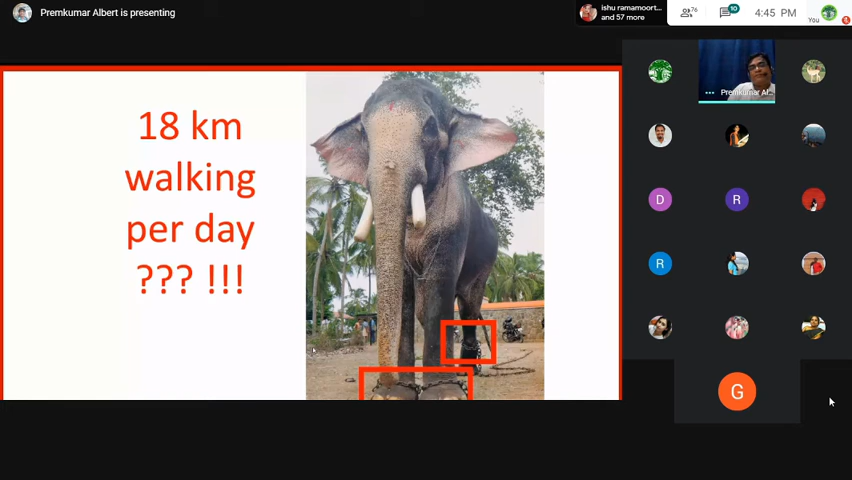 Premkumar Albert is presenting
ishu ramamoort...
and 57 more
76
10
4:45 PM
You
18 km
walking
per day
??? !!!
Premkumar Al...
D
R
R
G